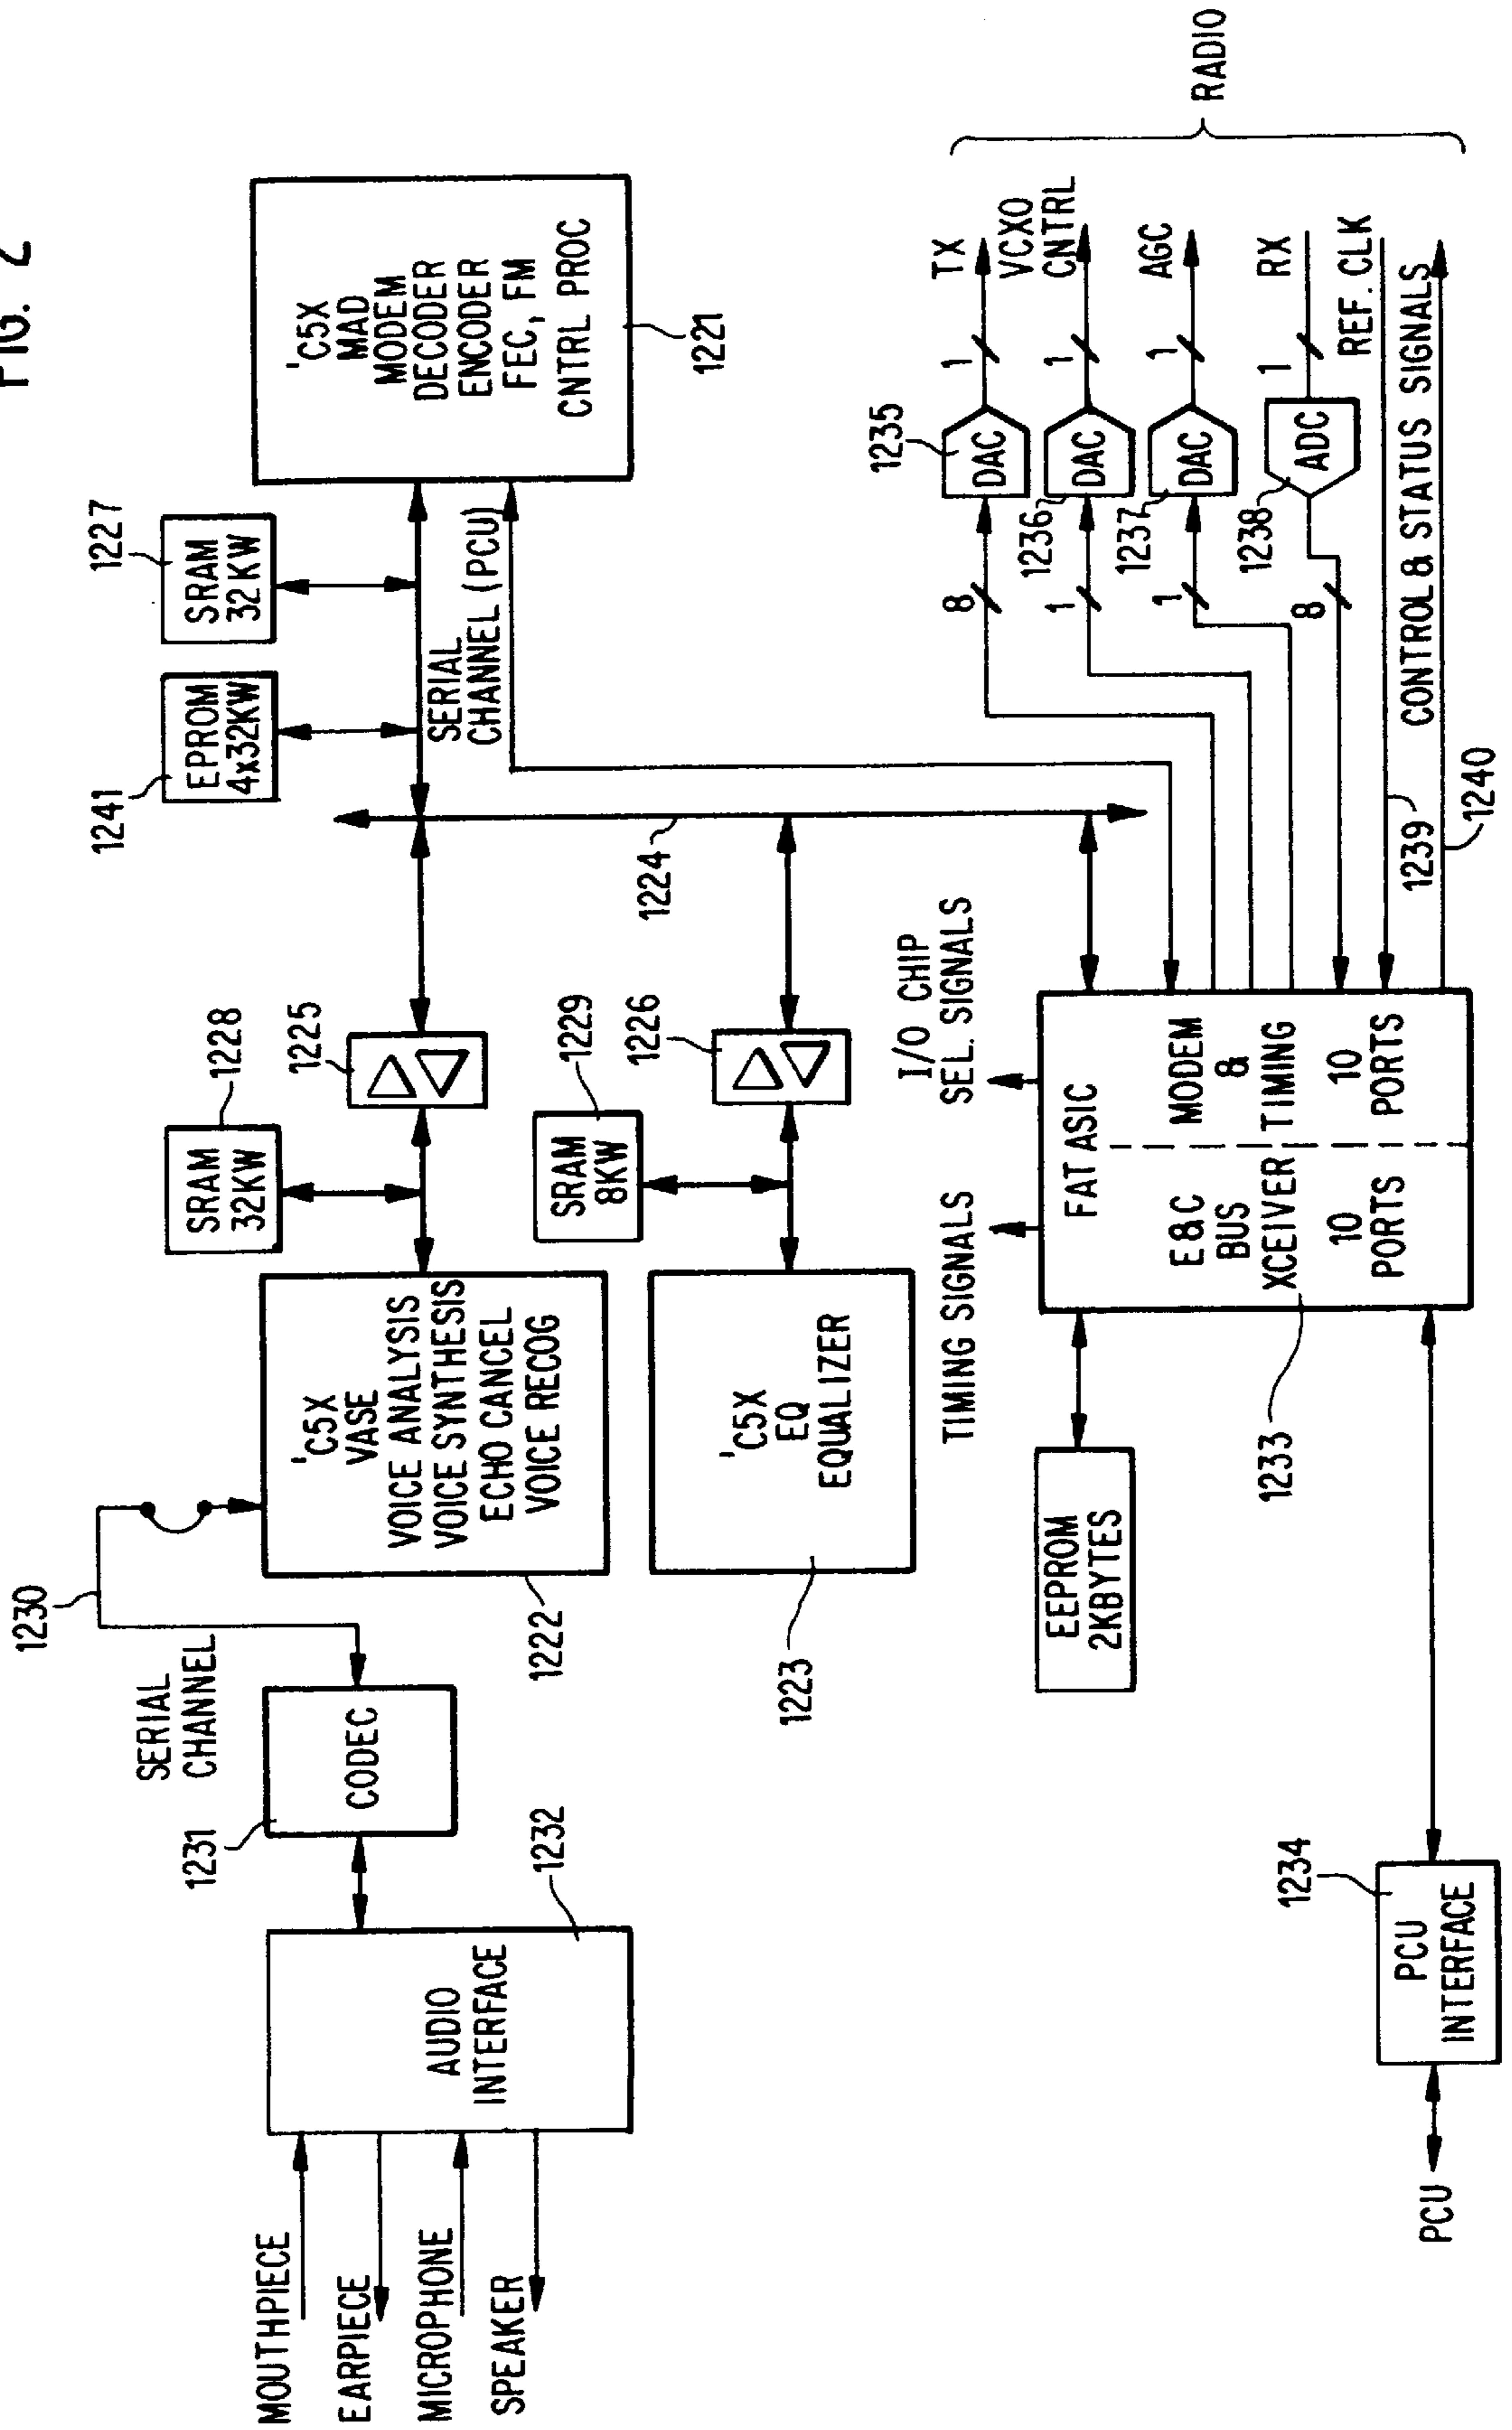 FIG. 2
MOUTHPIECE
EARPIECE
MICROPHONE
SPEAKER
AUDIO
INTERFACE
1232
1231
CODEC
SERIAL
CHANNEL
1230
'C5X
VASE
VOICE ANALYSIS
VOICE SYNTHESIS
ECHO CANCEL
VOICE RECOG
1222
SRAM
32KW
1228
1225
1241
EPROM
4x32KW
1227
SRAM
32KW
SERIAL
CHANNEL (PCU)
'C5X
MAD
MODEM
DECODER
ENCODER
FEC, FM
CNTRL PROC
1221
'C5X
EQ
EQUALIZER
1223
SRAM
8KW
1229
1226
1224
TIMING SIGNALS
I/O CHIP
SEL. SIGNALS
EEPROM
2KBYTES
FAT ASIC
E&C
BUS
XCEIVER
10
PORTS
MODEM
&
TIMING
10
PORTS
1233
PCU
PCU
INTERFACE
1234
8
DAC
1235
1
TX
1
DAC
1236
1
VCXO
CNTRL
1
DAC
1237
1
AGC
8
ADC
1238
1
RX
REF. CLK
1239
CONTROL & STATUS SIGNALS
1240
RADIO